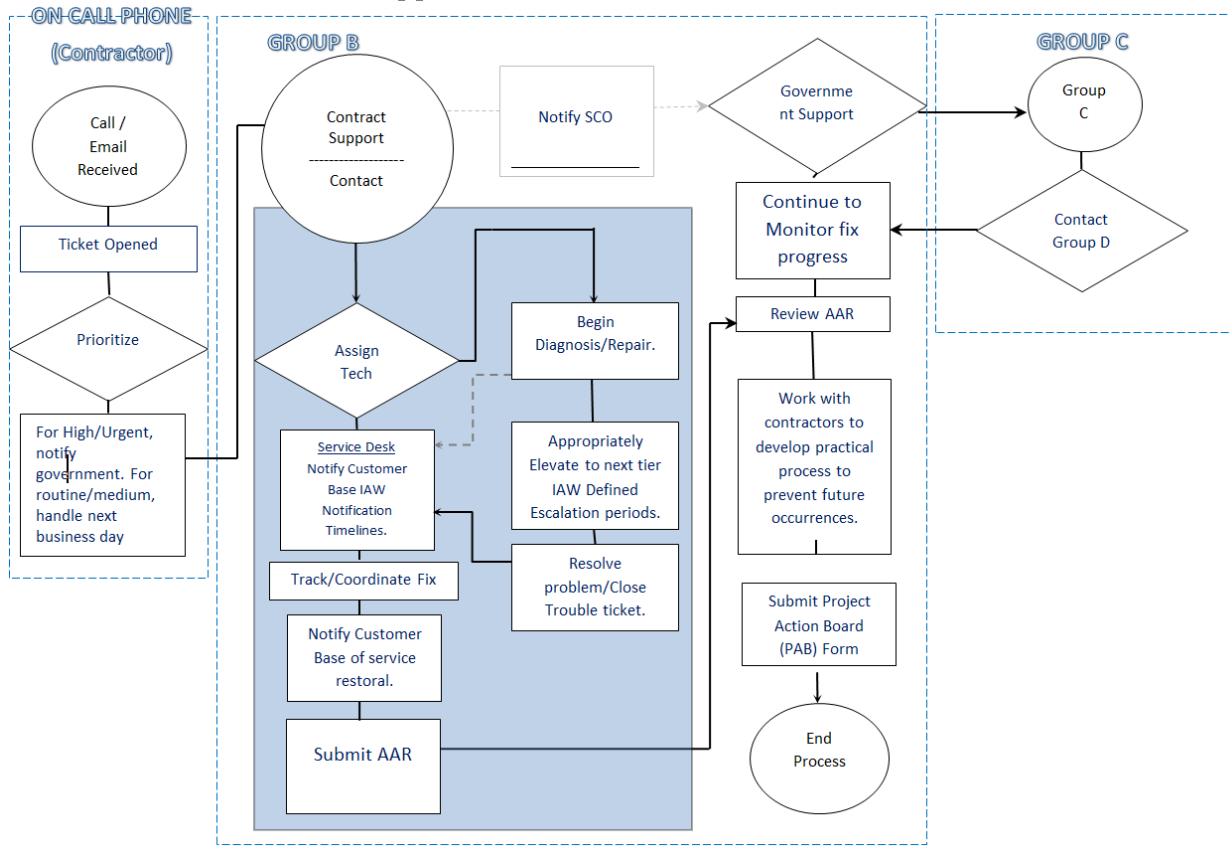 ON CALL PHONE
(Contractor)
Call /
Email
Received
Ticket Opened
Prioritize
For High/Urgent,
notify
government. For
routine/medium,
handle next
business day
GROUP B
Contract
Support
-------------------
Contact
Notify SCO
Governme
nt Support
Assign
Tech
Begin
Diagnosis/Repair.
Service Desk
Notify Customer
Base IAW
Notification
Timelines.
Appropriately
Elevate to next tier
IAW Defined
Escalation periods.
Resolve
problem/Close
Trouble ticket.
Track/Coordinate Fix
Notify Customer
Base of service
restoral.
Submit AAR
Continue to
Monitor fix
progress
Review AAR
Work with
contractors to
develop practical
process to
prevent future
occurrences.
Submit Project
Action Board
(PAB) Form
End
Process
GROUP C
Group
C
Contact
Group D